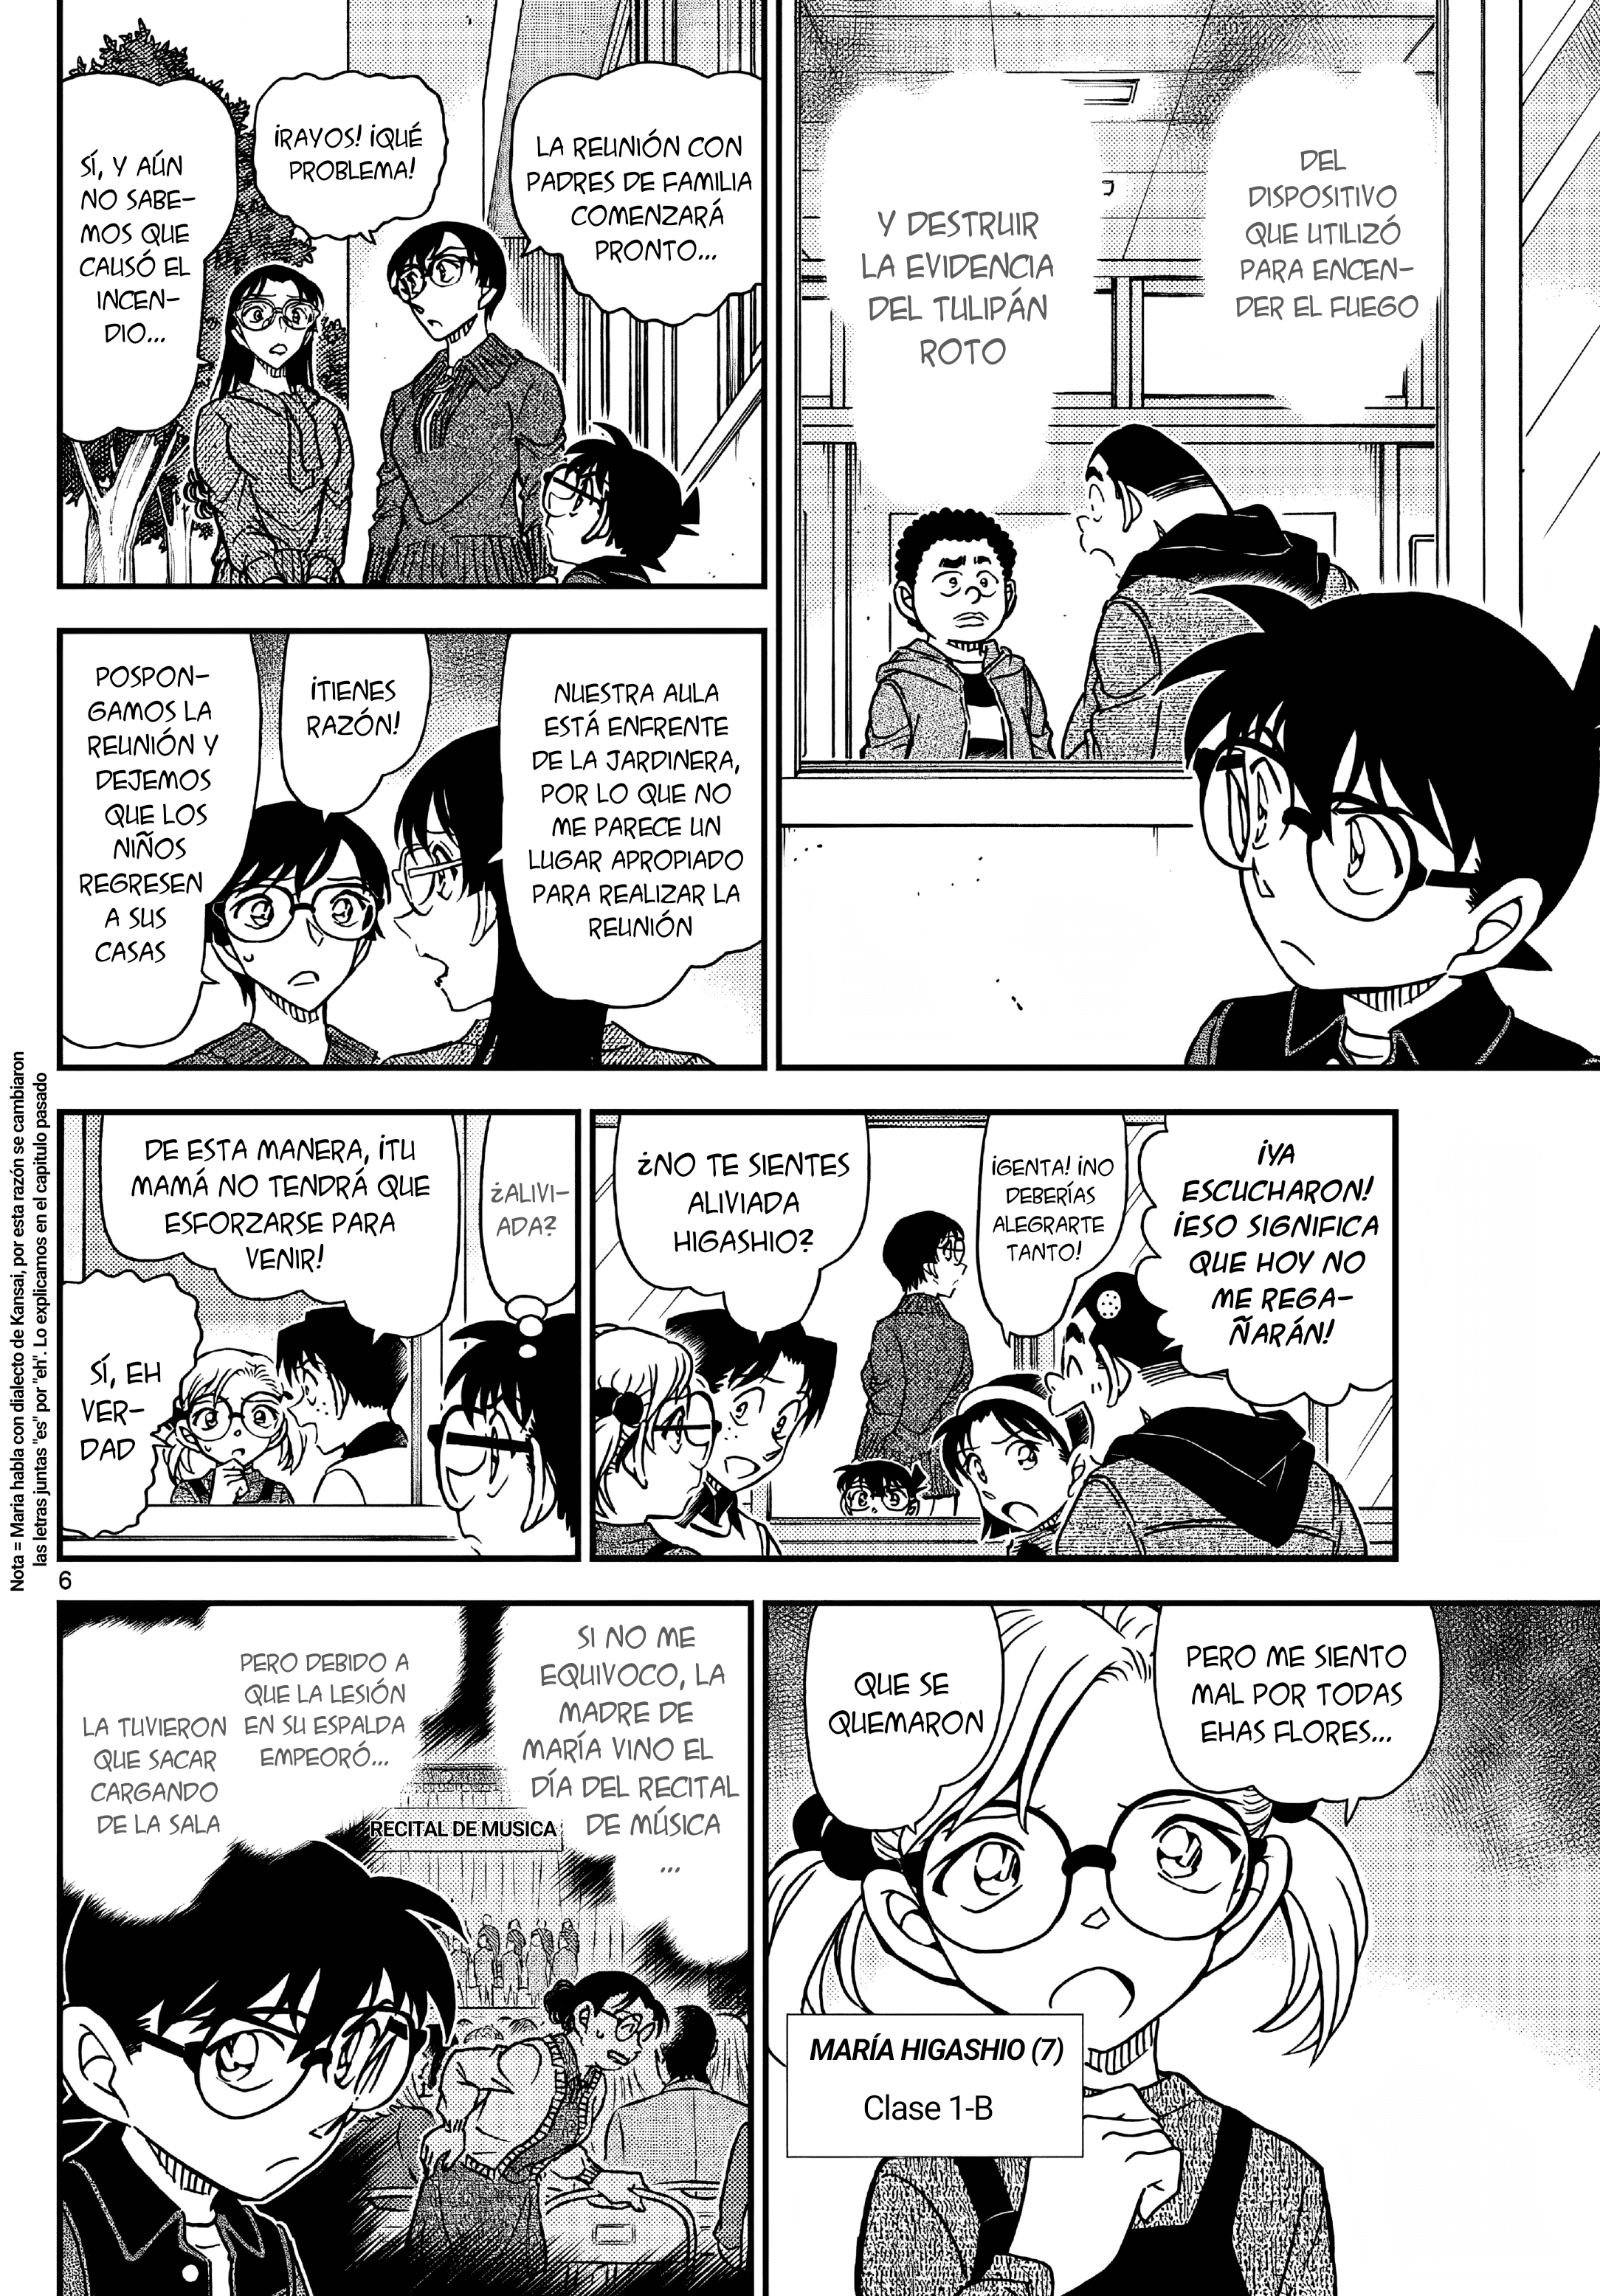 DEL
DISPOSITIVO
QUE UTILIZÓ
PARA ENCEN-
DER EL FUEGO
Y DESTRUIR
LA EVIDENCIA
DEL TULIPÁN
ROTO
LA REUNIÓN CON
PADRES DE FAMILIA
COMENZARÁ
PRONTO...
¡RAYOS! ¡QUÉ
PROBLEMA!
SÍ, Y AÚN
NO SABE-
MOS QUE
CAUSÓ EL
INCEN-
DIO...
NUESTRA AULA
ESTÁ ENFRENTE
DE LA JARDINERA,
POR LO QUE NO
ME PARECE UN
LUGAR APROPIADO
PARA REALIZAR LA
REUNIÓN
¡TIENES
RAZÓN!
POSPON-
GAMOS LA
REUNIÓN Y
DEJEMOS
QUE LOS
NIÑOS
REGRESEN
A SUS
CASAS
¡YA
ESCUCHARON!
¡ESO SIGNIFICA
QUE HOY NO
ME REGA-
ÑARÁN!
¡GENTA! ¡NO
DEBERÍAS
ALEGRARTE
TANTO!
¿NO TE SIENTES
ALIVIADA
HIGASHIO?
¿ALIVI-
ADA?
DE ESTA MANERA, ¡TU
MAMÁ NO TENDRÁ QUE
ESFORZARSE PARA
VENIR!
SÍ, EH
VER-
DAD
Nota = Maria habla con dialecto de Kansai, por esta razón se cambiaron
las letras juntas "es" por "eh". Lo explicamos en el capitulo pasado
6
PERO ME SIENTO
MAL POR TODAS
EHAS FLORES...
QUE SE
QUEMARON
MARÍA HIGASHIO (7)
Clase 1-B
SI NO ME
EQUIVOCO, LA
MADRE DE
MARÍA VINO EL
DÍA DEL RECITAL
DE MÚSICA
...
RECITAL DE MUSICA
PERO DEBIDO A
QUE LA LESIÓN
EN SU ESPALDA
EMPEORÓ...
LA TUVIERON
QUE SACAR
CARGANDO
DE LA SALA